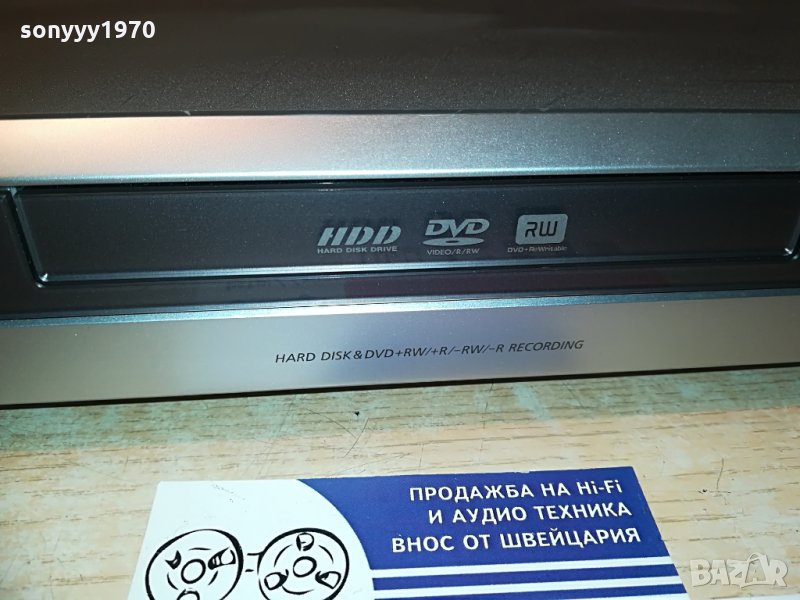 sonyyy1970
HDD
HARD DISK DRIVE
DVD
VIDEO/R/RW
RW
DVD+ReWritable
HARD DISK&DVD+RW/+R/-RW/-R RECORDING
ПРОДАЖБА НА Hi-Fi
И АУДИО ТЕХНИКА
ВНОС ОТ ШВЕЙЦАРИЯ
BAZAR